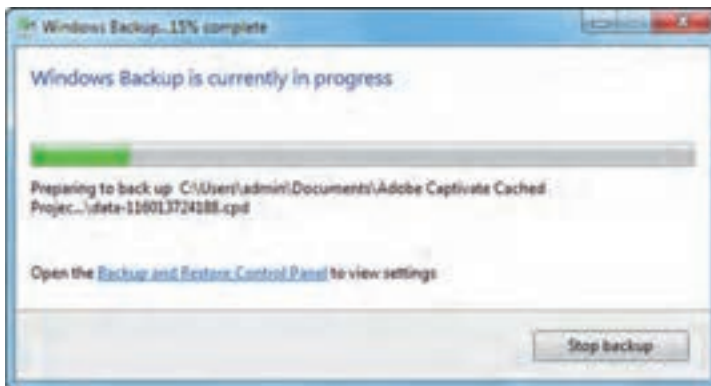 Windows Backup...15% complete
Windows Backup is currently in progress
Preparing to back up C:\Users\admin\Documents\Adobe Captivate Cached
Projec...\data-116013724188.cpd
Open the Backup and Restore Control Panel to view settings
Stop backup